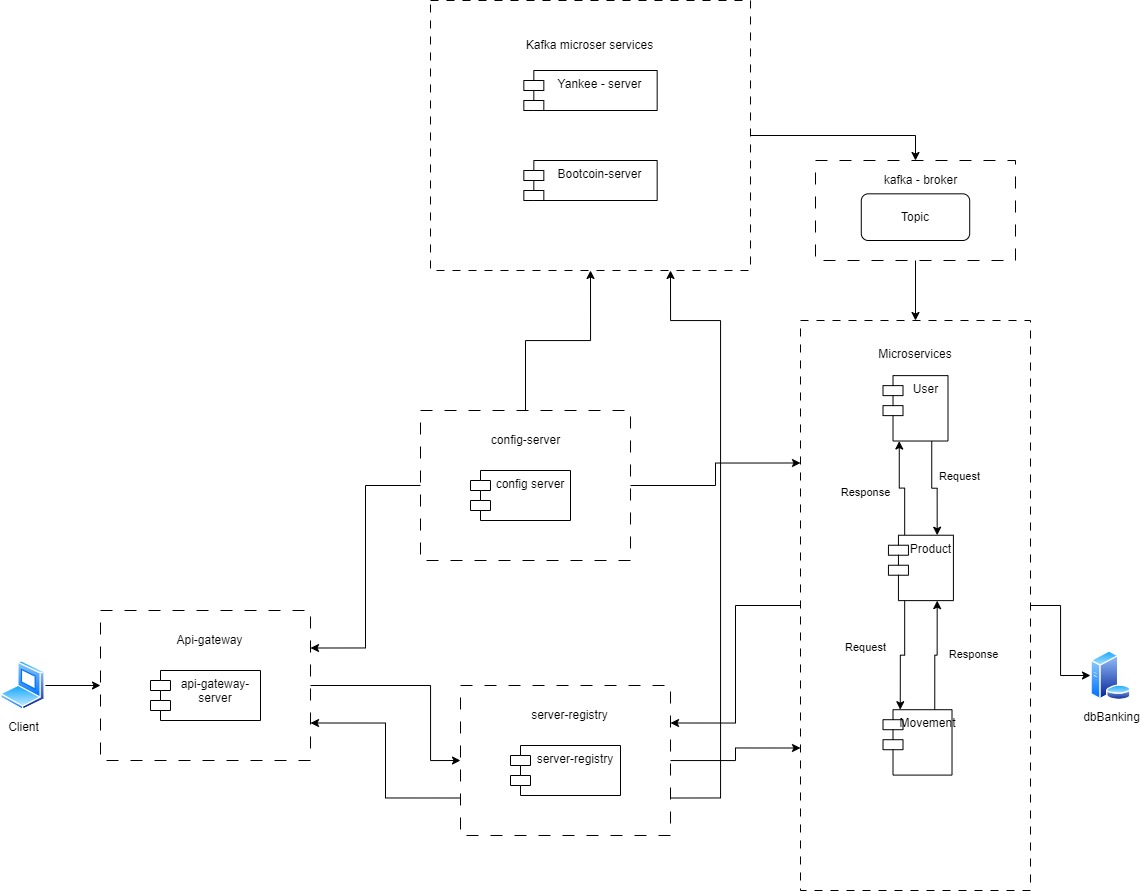 Kafka microser services
Yankee - server
Bootcoin-server
kafka - broker
Topic
Microservices
User
Request
Response
config-server
config server
Product
Api-gateway
api-gateway-
server
Request
Response
server-registry
server-registry
Movement
Client
dbBanking